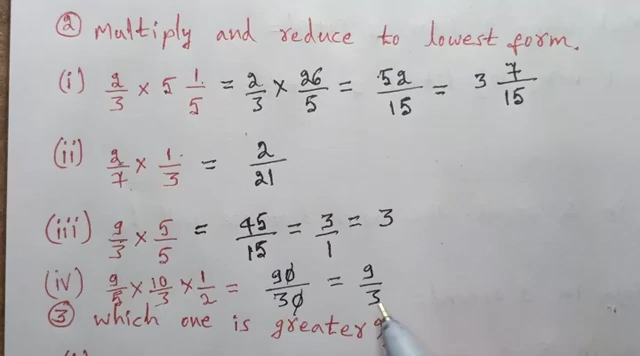 ② Multiply and reduce to lowest form.
(i) 2/3 × 5 1/5 = 2/3 × 26/5 = 52/15 = 3 7/15
(ii) 2/7 × 1/3 = 2/21
(iii) 9/3 × 5/5 = 45/15 = 3/1 = 3
(iv) 9/5 × 10/3 × 1/2 = 90/30 = 9/3
③ which one is greater?